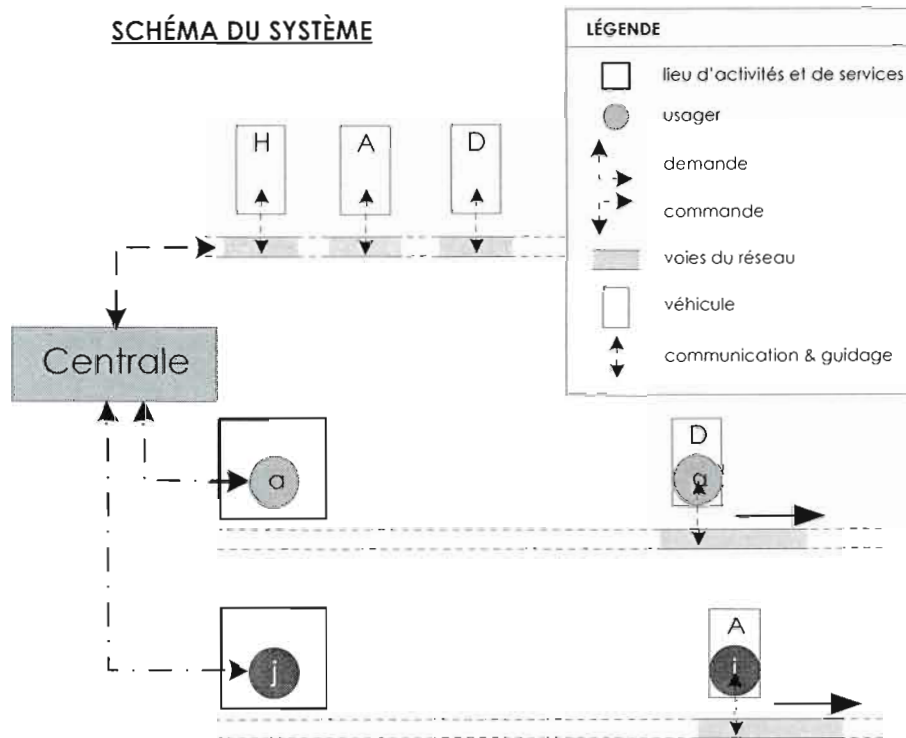 SCHÉMA DU SYSTÈME
LÉGENDE
lieu d'activités et de services
usager
demande
commande
voies du réseau
véhicule
communication & guidage
H
A
D
Centrale
a
D
a
j
A
j